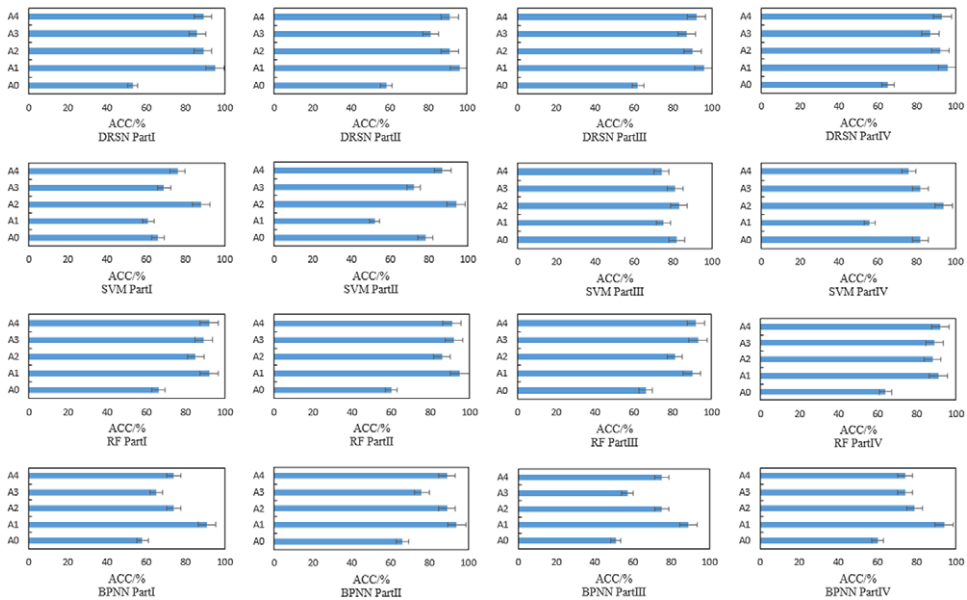 A4
A3
A2
A1
A0
0 20 40 60 80 100
ACC/%
DRSN PartI
A4
A3
A2
A1
A0
0 20 40 60 80 100
ACC/%
DRSN PartII
A4
A3
A2
A1
A0
0 20 40 60 80 100
ACC/%
DRSN PartIII
A4
A3
A2
A1
A0
0 20 40 60 80 100
ACC/%
DRSN PartIV
A4
A3
A2
A1
A0
0 20 40 60 80 100
ACC/%
SVM PartI
A4
A3
A2
A1
A0
0 20 40 60 80 100
ACC/%
SVM PartII
A4
A3
A2
A1
A0
0 20 40 60 80 100
ACC/%
SVM PartIII
A4
A3
A2
A1
A0
0 20 40 60 80 100
ACC/%
SVM PartIV
A4
A3
A2
A1
A0
0 20 40 60 80 100
ACC/%
RF PartI
A4
A3
A2
A1
A0
0 20 40 60 80 100
ACC/%
RF PartII
A4
A3
A2
A1
A0
0 20 40 60 80 100
ACC/%
RF PartIII
A4
A3
A2
A1
A0
0 20 40 60 80 100
ACC/%
RF PartIV
A4
A3
A2
A1
A0
0 20 40 60 80 100
ACC/%
BPNN PartI
A4
A3
A2
A1
A0
0 20 40 60 80 100
ACC/%
BPNN PartII
A4
A3
A2
A1
A0
0 20 40 60 80 100
ACC/%
BPNN PartIII
A4
A3
A2
A1
A0
0 20 40 60 80 100
ACC/%
BPNN PartIV